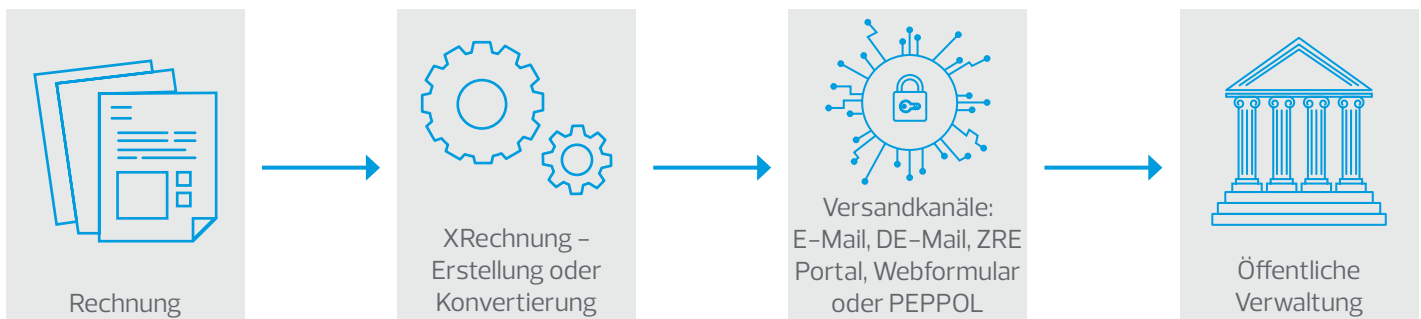 Rechnung
XRechnung –
Erstellung oder
Konvertierung
Versandkanäle:
E-Mail, DE-Mail, ZRE
Portal, Webformular
oder PEPPOL
Öffentliche
Verwaltung